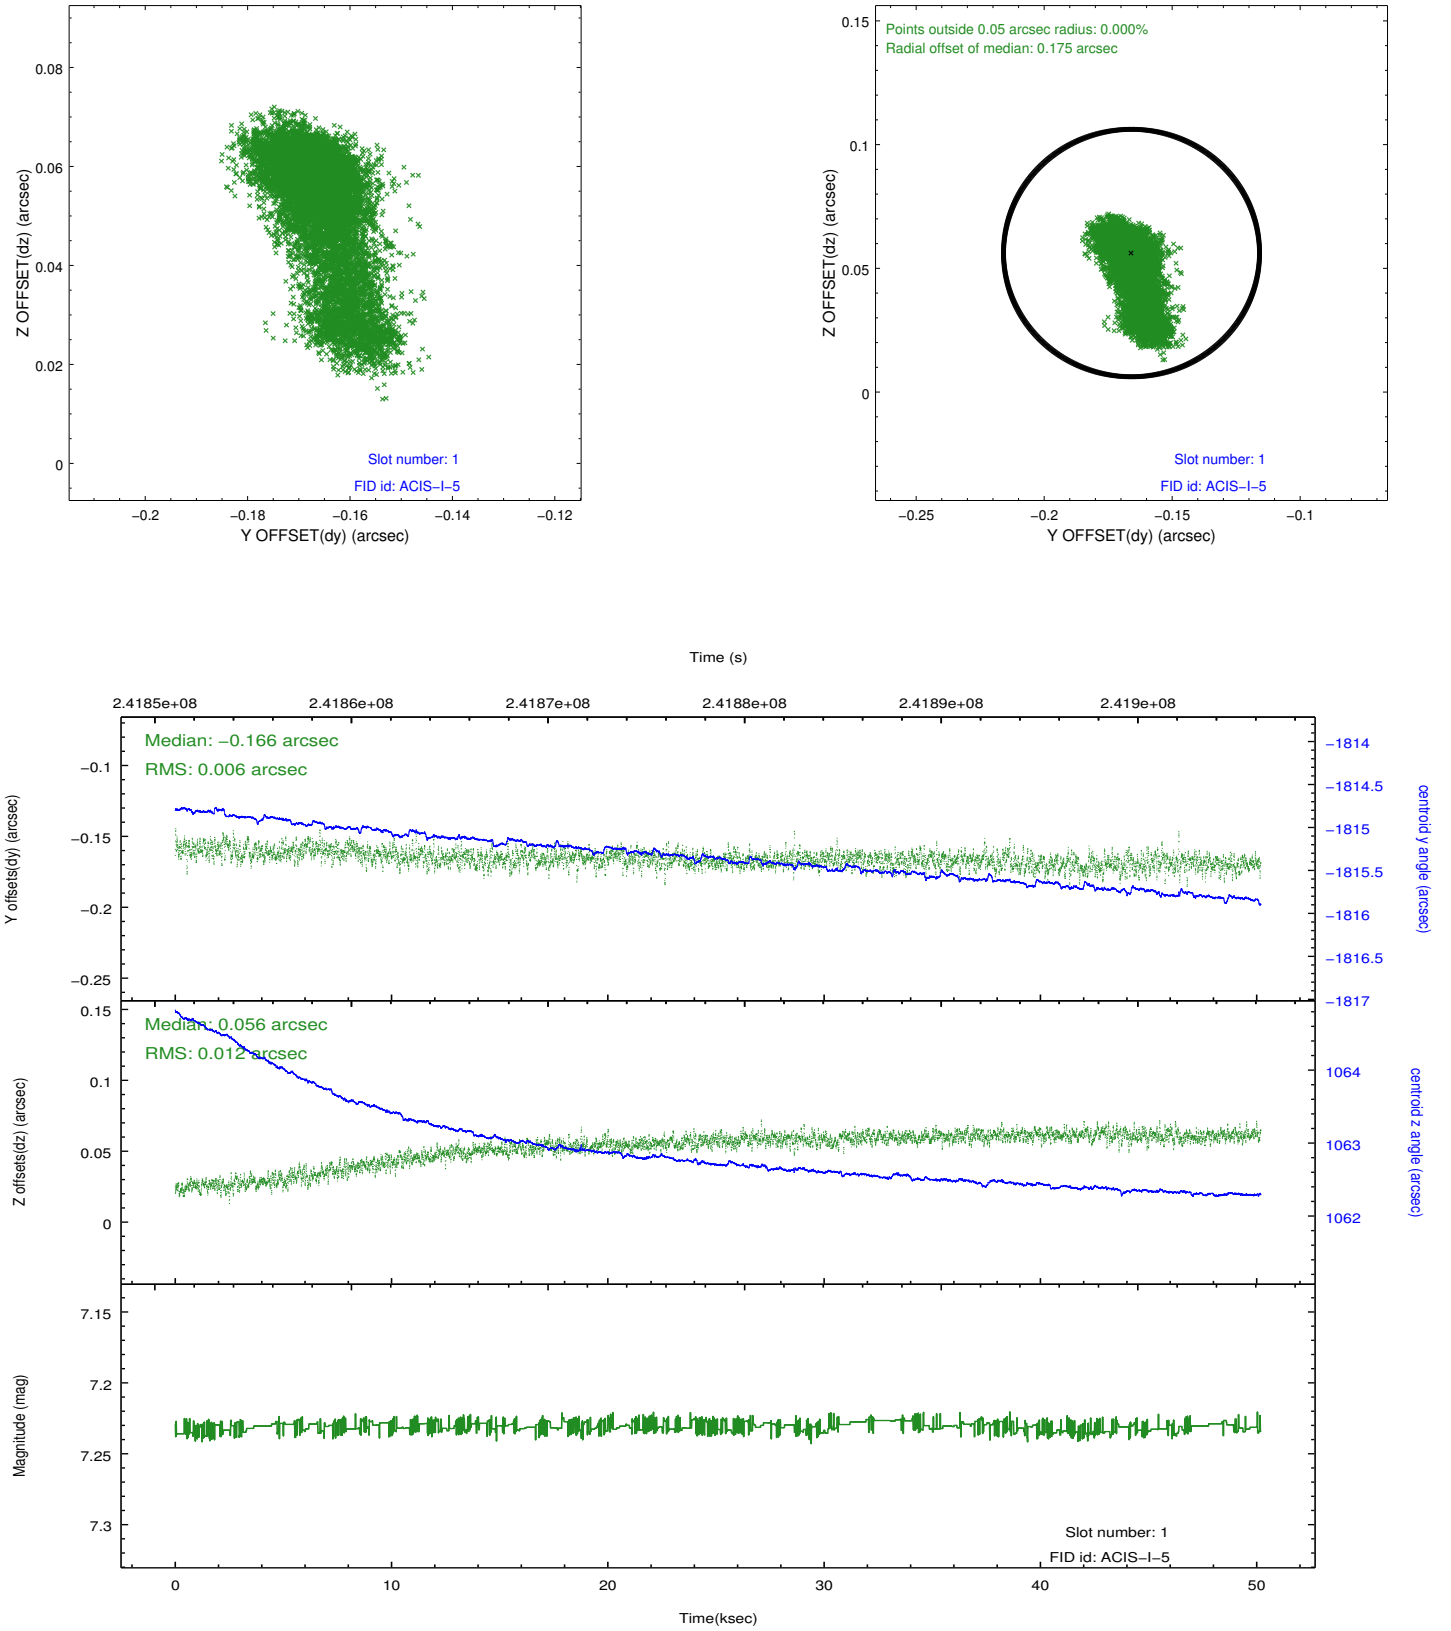 0.08
0.06
0.04
0.02
0
Z OFFSET(dz) (arcsec)
Slot number: 1
FID id: ACIS−I−5
−0.2
−0.18
−0.16
−0.14
−0.12
Y OFFSET(dy) (arcsec)
Points outside 0.05 arcsec radius: 0.000%
Radial offset of median: 0.175 arcsec
0.15
0.1
0.05
0
Z OFFSET(dz) (arcsec)
Slot number: 1
FID id: ACIS−I−5
−0.25
−0.2
−0.15
−0.1
Y OFFSET(dy) (arcsec)
Time (s)
2.4185e+08
2.4186e+08
2.4187e+08
2.4188e+08
2.4189e+08
2.419e+08
Median: −0.166 arcsec
RMS: 0.006 arcsec
−0.1
−0.15
−0.2
−0.25
Y offsets(dy) (arcsec)
−1814
−1814.5
−1815
−1815.5
−1816
−1816.5
−1817
centroid y angle (arcsec)
Median: 0.056 arcsec
RMS: 0.012 arcsec
0.15
0.1
0.05
0
Z offsets(dz) (arcsec)
1064
1063
1062
centroid z angle (arcsec)
7.15
7.2
7.25
7.3
Magnitude (mag)
Slot number: 1
FID id: ACIS−I−5
0
10
20
30
40
50
Time(ksec)